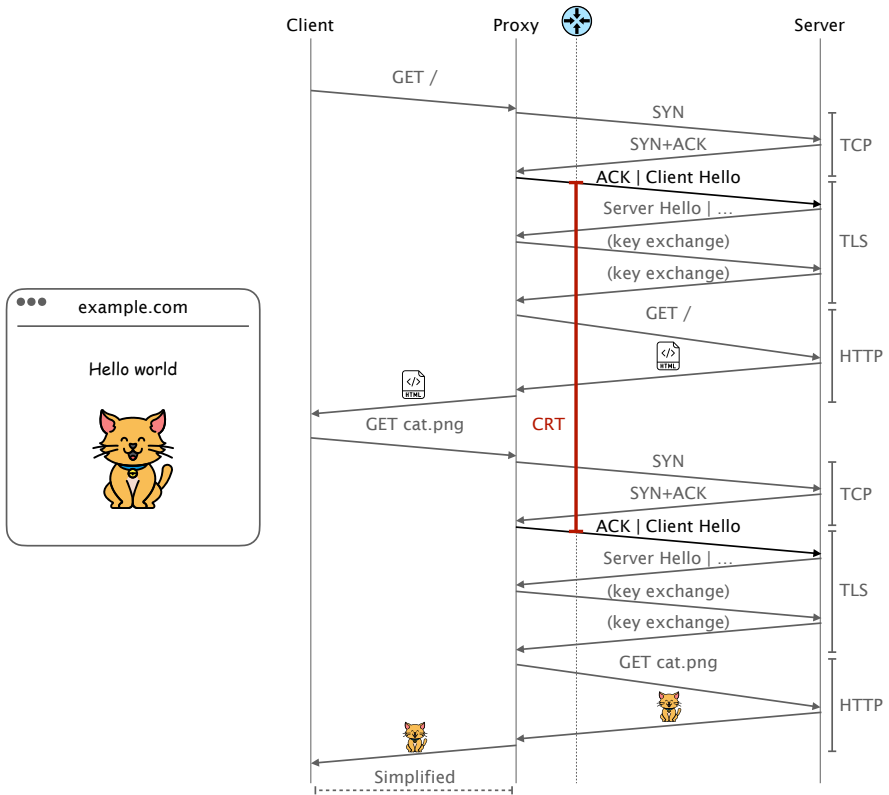 Client
Proxy
Server
GET /
SYN
SYN+ACK
TCP
ACK | Client Hello
Server Hello | ...
(key exchange)
TLS
(key exchange)
example.com
GET /
HTTP
Hello world
HTML
HTML
GET cat.png
CRT
SYN
SYN+ACK
TCP
ACK | Client Hello
Server Hello | ...
(key exchange)
TLS
(key exchange)
GET cat.png
HTTP
Simplified